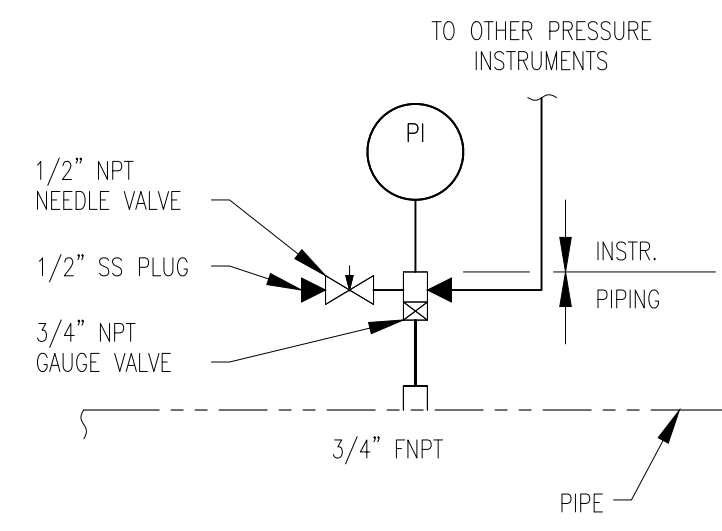 TO OTHER PRESSURE
INSTRUMENTS
PI
1/2” NPT
NEEDLE VALVE
1/2” SS PLUG
INSTR.
PIPING
3/4” NPT
GAUGE VALVE
3/4” FNPT
PIPE